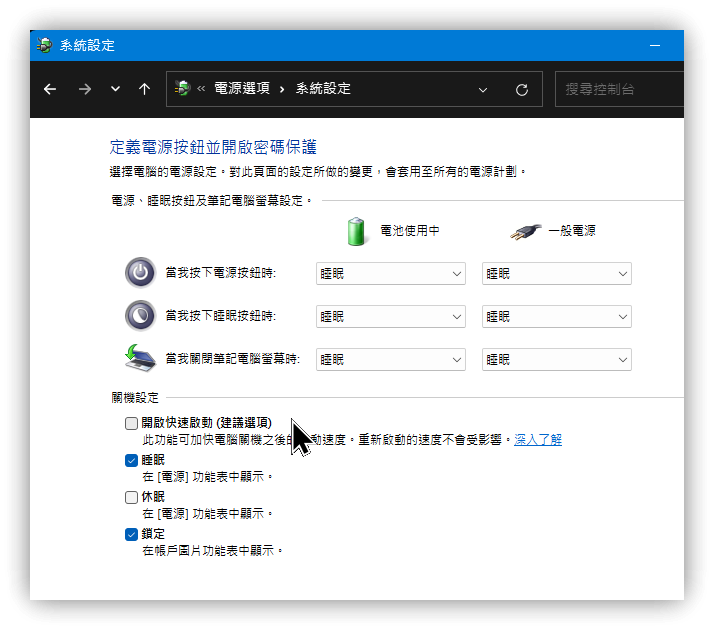 系統設定
« 電源選項 › 系統設定
搜尋控制台
定義電源按鈕並開啟密碼保護
選擇電腦的電源設定。對此頁面的設定所做的變更，會套用至所有的電源計劃。
電源、睡眠按鈕及筆記電腦螢幕設定。
電池使用中 一般電源
當我按下電源按鈕時: 睡眠 睡眠
當我按下睡眠按鈕時: 睡眠 睡眠
當我關閉筆記電腦螢幕時: 睡眠 睡眠
關機設定
開啟快速啟動 (建議選項)
此功能可加快電腦關機之後的 動速度。重新啟動的速度不會受影響。深入了解
睡眠
在 [電源] 功能表中顯示。
休眠
在 [電源] 功能表中顯示。
鎖定
在帳戶圖片功能表中顯示。